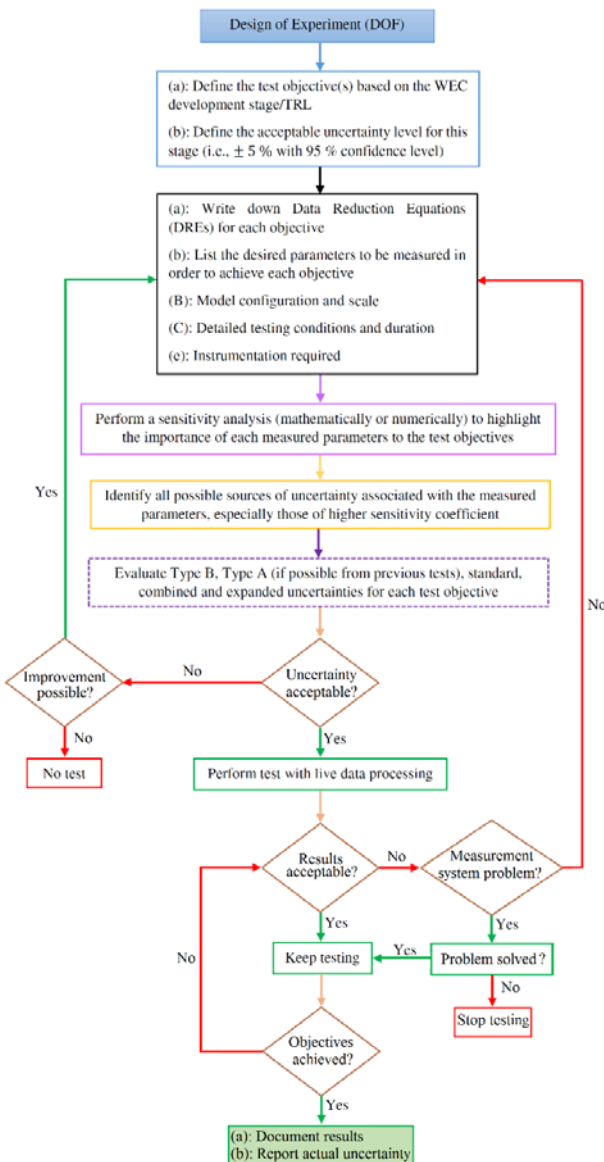 Design of Experiment (DOF)
(a): Define the test objective(s) based on the WEC
development stage/TRL
(b): Define the acceptable uncertainty level for this
stage (i.e., ± 5 % with 95 % confidence level)
(a): Write down Data Reduction Equations
(DREs) for each objective
(b): List the desired parameters to be measured in
order to achieve each objective
(B): Model configuration and scale
(C): Detailed testing conditions and duration
(e): Instrumentation required
Perform a sensitivity analysis (mathematically or numerically) to highlight
the importance of each measured parameters to the test objectives
Yes
Identify all possible sources of uncertainty associated with the measured
parameters, especially those of higher sensitivity coefficient
Evaluate Type B, Type A (if possible from previous tests), standard,
combined and expanded uncertainties for each test objective
No
Improvement
possible?
No
Uncertainty
acceptable?
No
Yes
No test
Perform test with live data processing
Results
acceptable?
No
Measurement
system problem?
Yes
Yes
No
Keep testing
Yes
Problem solved?
No
Stop testing
Objectives
achieved?
Yes
(a): Document results
(b): Report actual uncertainty